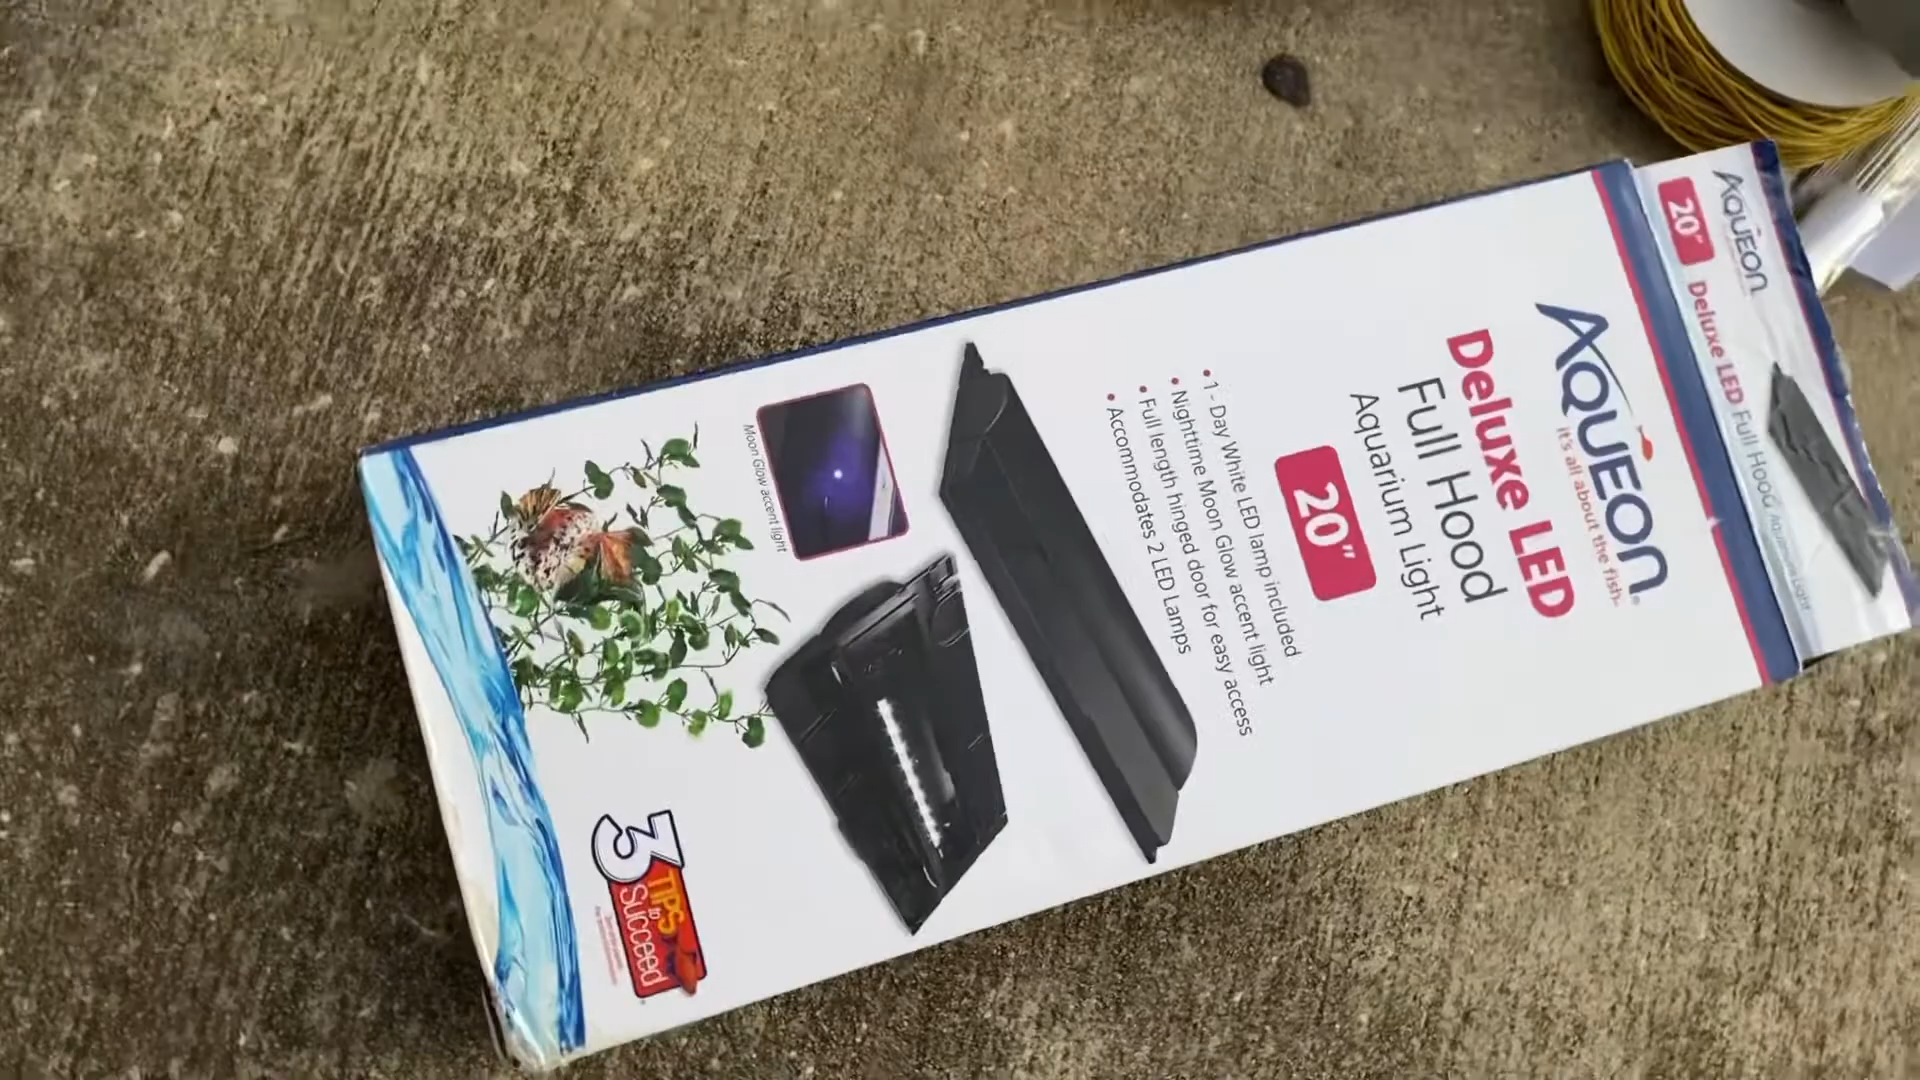 AQUEON
20"
Deluxe LED Full Hood Aquarium Light
AQUEON
it's all about the fish.
Deluxe LED
Full Hood
Aquarium Light
20"
• 1 - Day White LED lamp included
• Nighttime Moon Glow accent light
• Full length hinged door for easy access
• Accommodates 2 LED Lamps
Moon Glow accent light
3 TIPS
to
Succeed